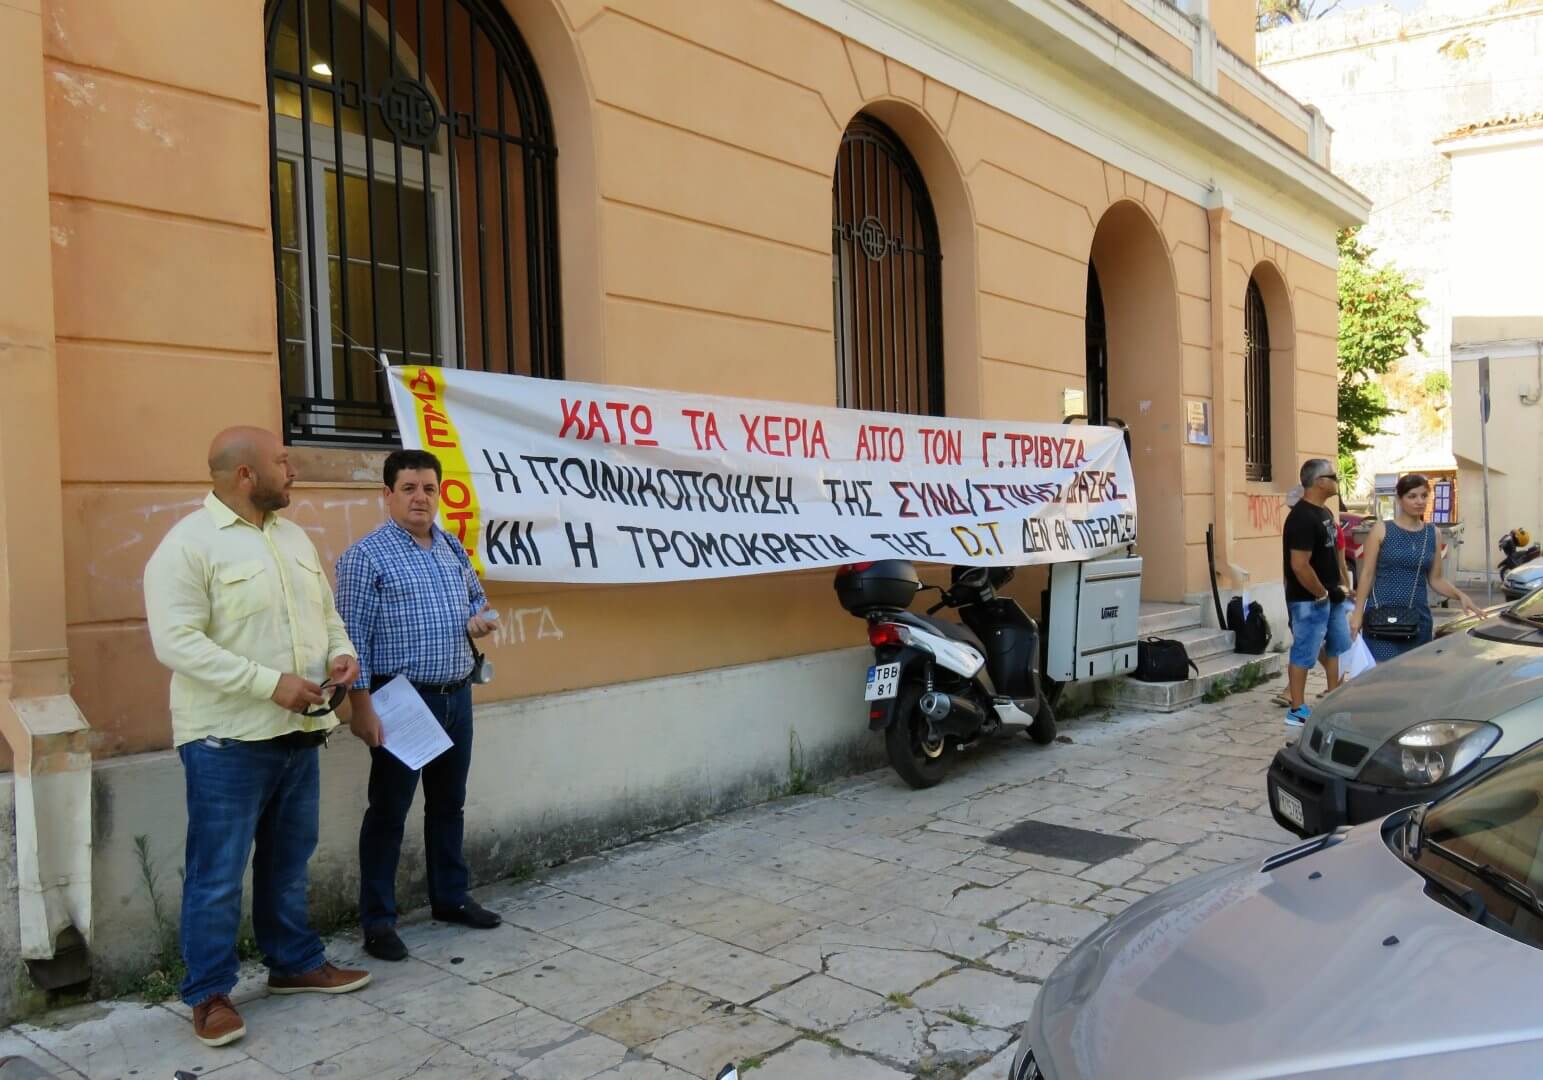 ΚΑΤΩ ΤΑ ΧΕΡΙΑ ΑΠΟ ΤΟΝ Γ. ΤΡΙΒΥΖΑ
Η ΠΟΙΝΙΚΟΠΟΙΗΣΗ ΤΗΣ ΣΥΝΔ/ΣΤΙΚΗΣ ΔΡΑΣΗΣ
ΚΑΙ Η ΤΡΟΜΟΚΡΑΤΙΑ ΤΗΣ D.T ΔΕΝ ΘΑ ΠΕΡΑΣΕΙ
ΜΓΔ
ΤΒΒ
81